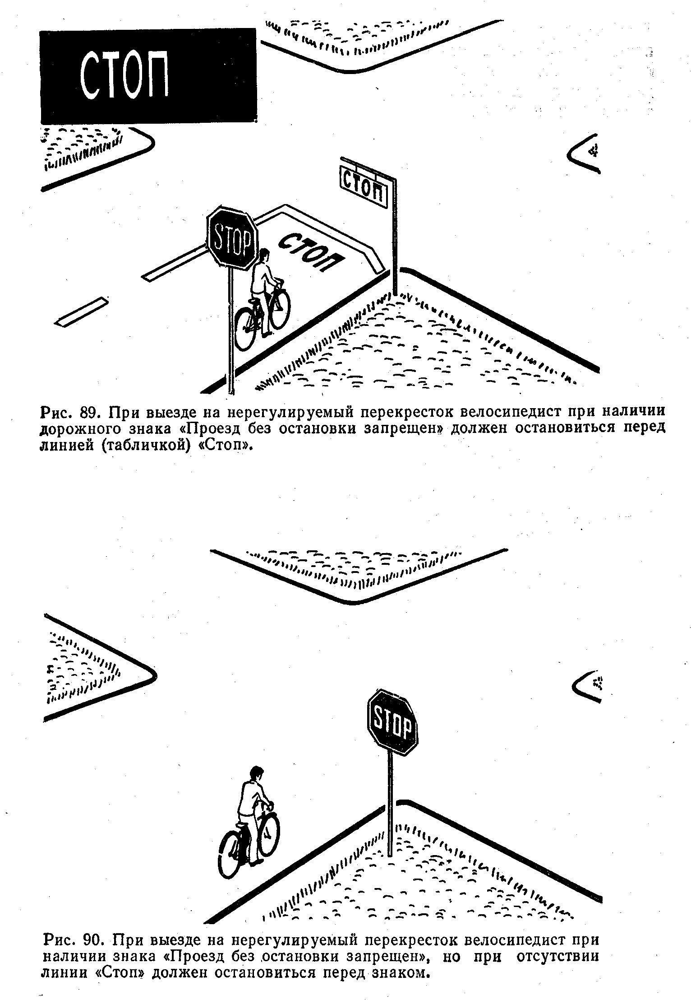 СТОП
СТОП
STOP
СТОП
Рис. 89. При выезде на нерегулируемый перекресток велосипедист при наличии
дорожного знака «Проезд без остановки запрещен» должен остановиться перед
линией (табличкой) «Стоп».
STOP
Рис. 90. При выезде на нерегулируемый перекресток велосипедист при
наличии знака «Проезд без остановки запрещен», но при отсутствии
линии «Стоп» должен остановиться перед знаком.